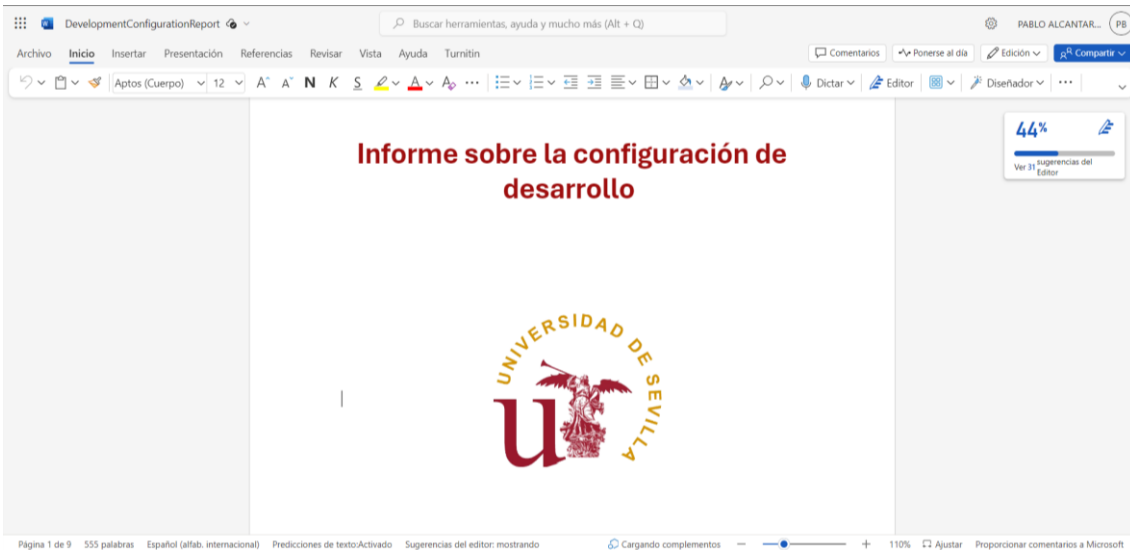 DevelopmentConfigurationReport
Buscar herramientas, ayuda y mucho más (Alt + Q)
PABLO ALCANTAR...
PB
Archivo Inicio Insertar Presentación Referencias Revisar Vista Ayuda Turnitin
Comentarios Ponerse al día Edición Compartir
Aptos (Cuerpo) 12 A A N K S A A Dictar Editor Diseñador
44%
Ver 31 sugerencias del Editor
Informe sobre la configuración de
desarrollo
UNIVERSIDAD DE SEVILLA
u
Página 1 de 9 555 palabras Español (alfab. internacional) Predicciones de texto:Activado Sugerencias del editor: mostrando Cargando complementos 110% Ajustar Proporcionar comentarios a Microsoft